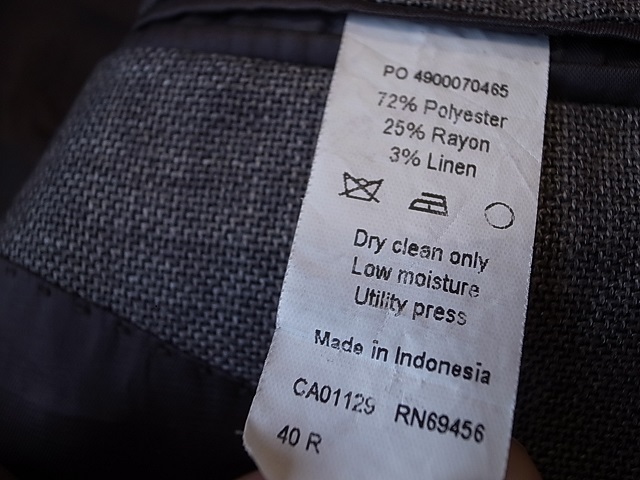 PO 4900070465
72% Polyester
25% Rayon
3% Linen
Dry clean only
Low moisture
Utility press
Made in Indonesia
CA01129 RN69456
40 R